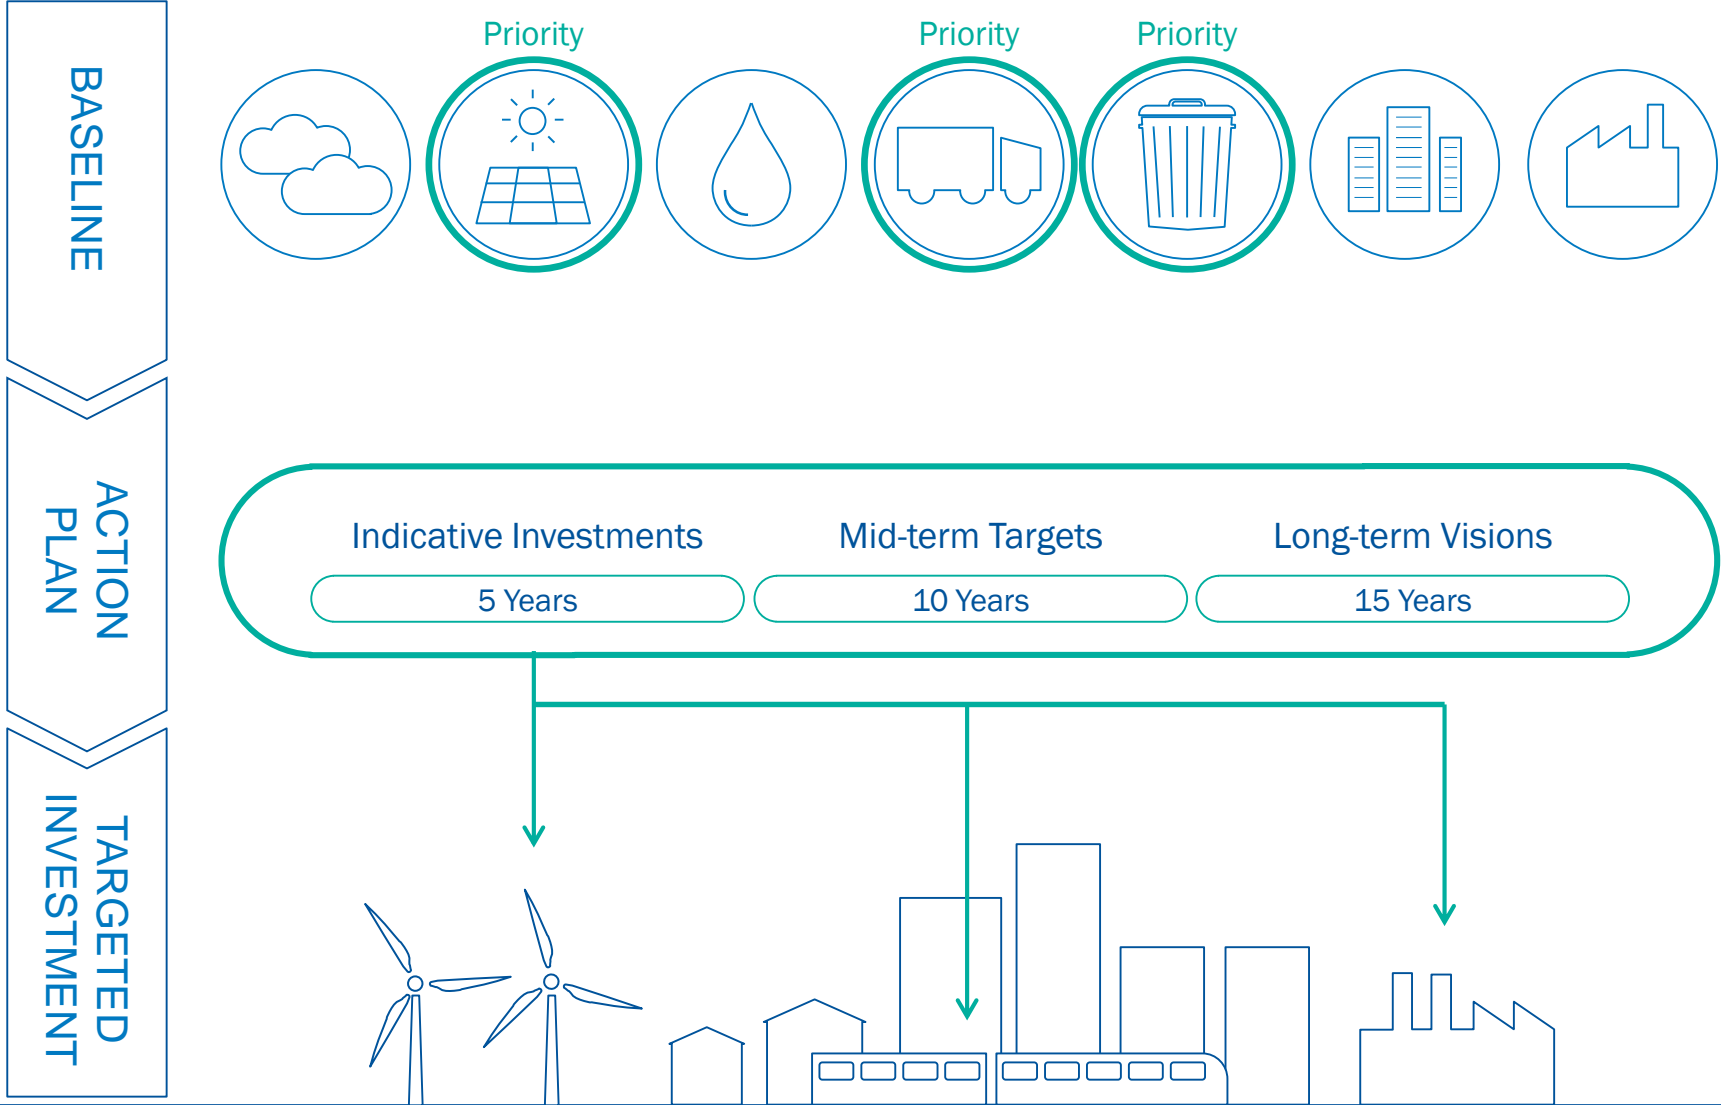 BASELINE
Priority
Priority
Priority
ACTION
PLAN
Indicative Investments
Mid-term Targets
Long-term Visions
5 Years
10 Years
15 Years
TARGETED
INVESTMENT